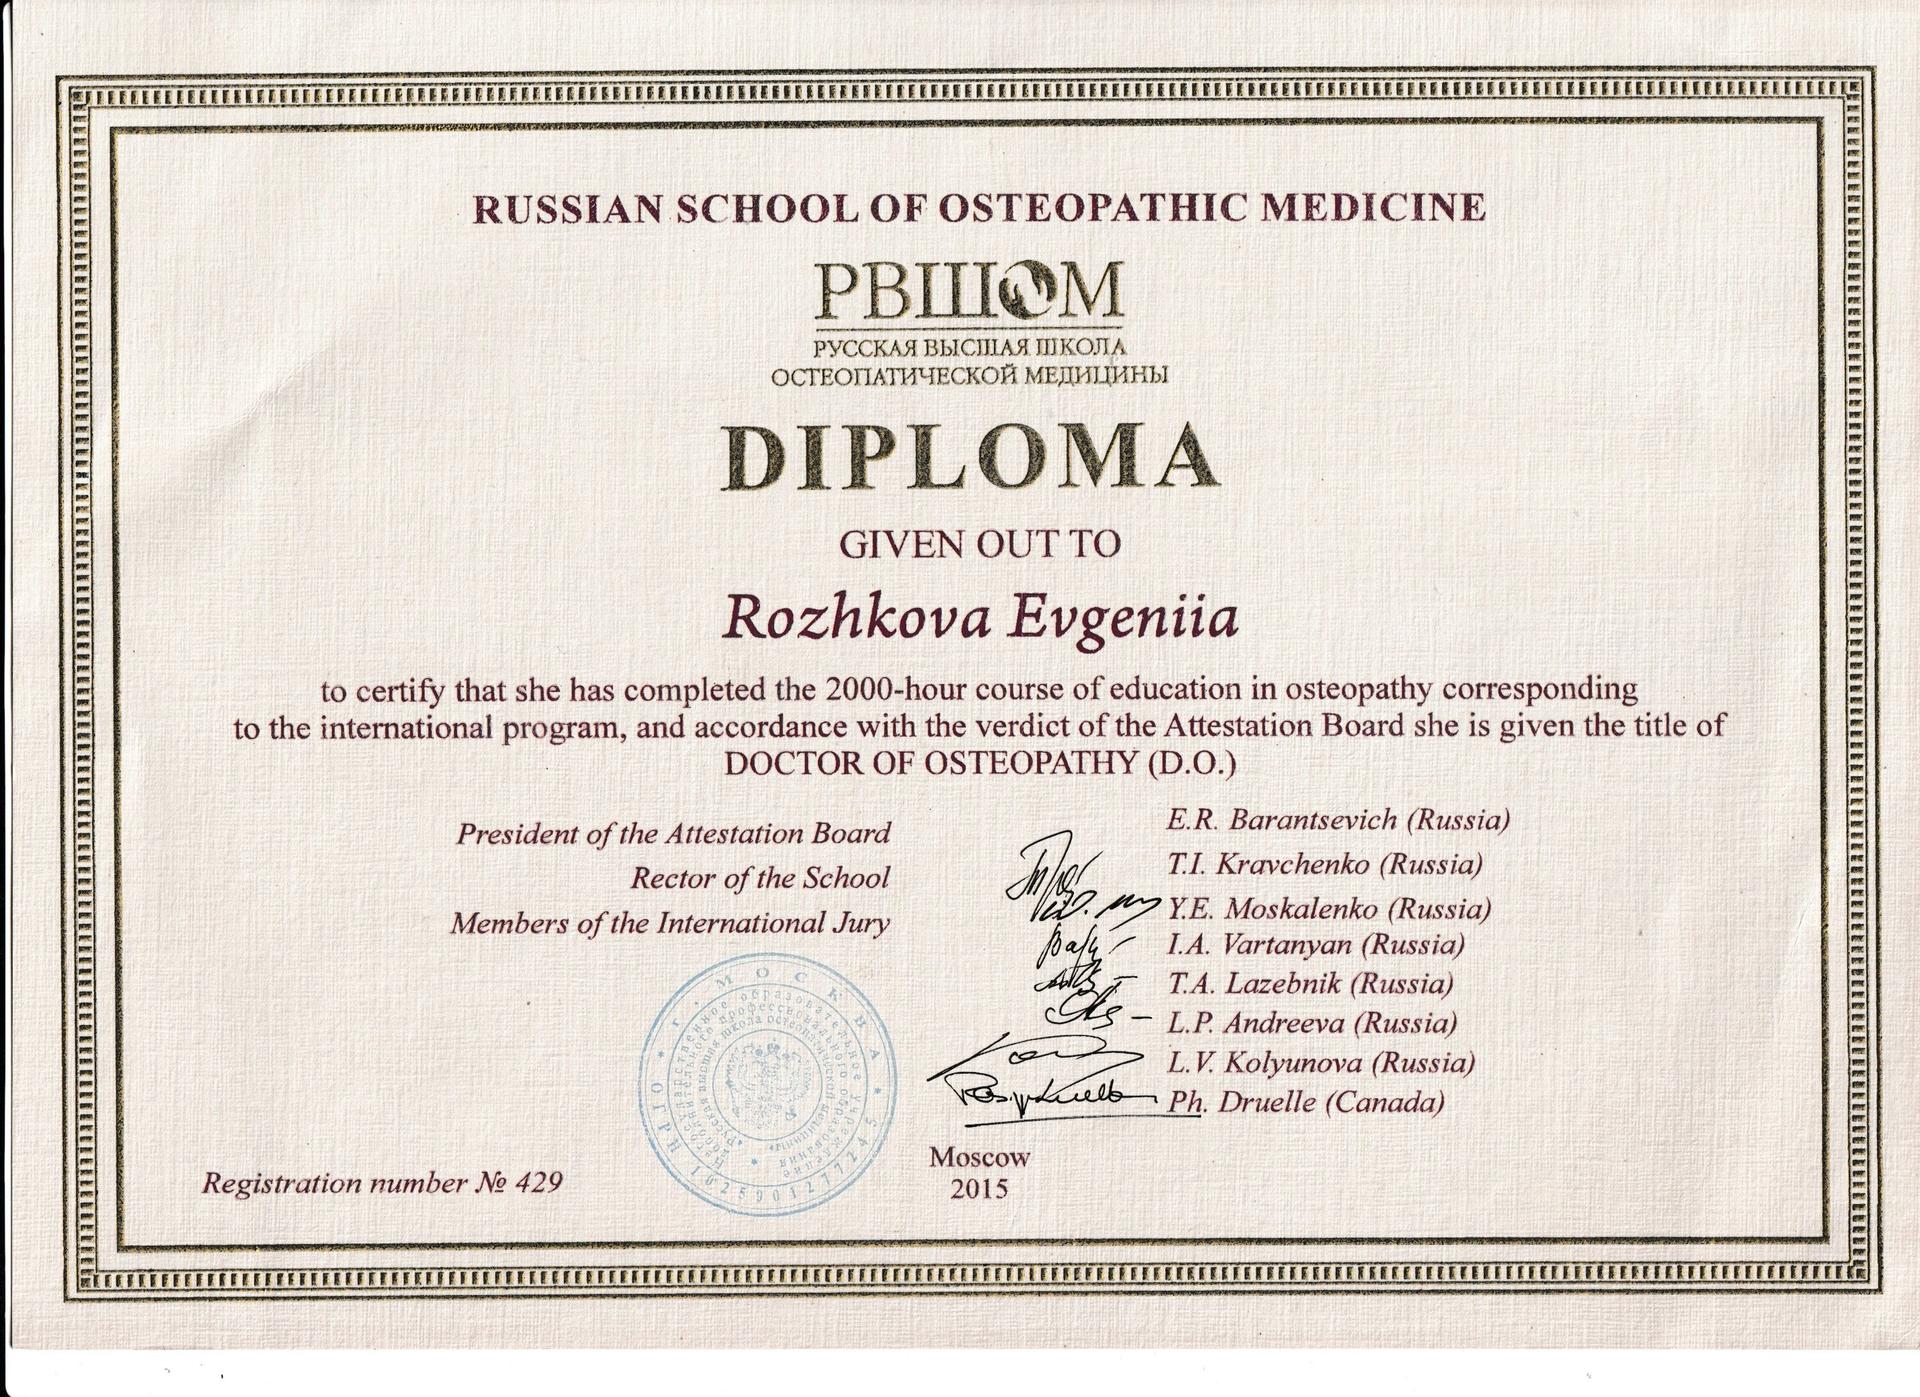 RUSSIAN SCHOOL OF OSTEOPATHIC MEDICINE
РВШОМ
РУССКАЯ ВЫСШАЯ ШКОЛА
ОСТЕОПАТИЧЕСКОЙ МЕДИЦИНЫ
DIPLOMA
GIVEN OUT TO
Rozhkova Evgeniia
to certify that she has completed the 2000-hour course of education in osteopathy corresponding
to the international program, and accordance with the verdict of the Attestation Board she is given the title of
DOCTOR OF OSTEOPATHY (D.O.)
President of the Attestation Board
Rector of the School
Members of the International Jury
E.R. Barantsevich (Russia)
T.I. Kravchenko (Russia)
Y.E. Moskalenko (Russia)
I.A. Vartanyan (Russia)
T.A. Lazebnik (Russia)
L.P. Andreeva (Russia)
L.V. Kolyunova (Russia)
Ph. Druelle (Canada)
г. МОСКВА
ОГРН
Moscow
2015
Registration number № 429